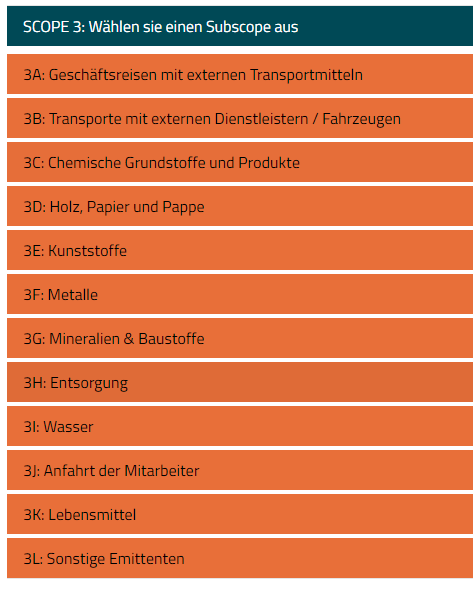 SCOPE 3: Wählen sie einen Subscope aus
3A: Geschäftsreisen mit externen Transportmitteln
3B: Transporte mit externen Dienstleistern / Fahrzeugen
3C: Chemische Grundstoffe und Produkte
3D: Holz, Papier und Pappe
3E: Kunststoffe
3F: Metalle
3G: Mineralien & Baustoffe
3H: Entsorgung
3I: Wasser
3J: Anfahrt der Mitarbeiter
3K: Lebensmittel
3L: Sonstige Emittenten